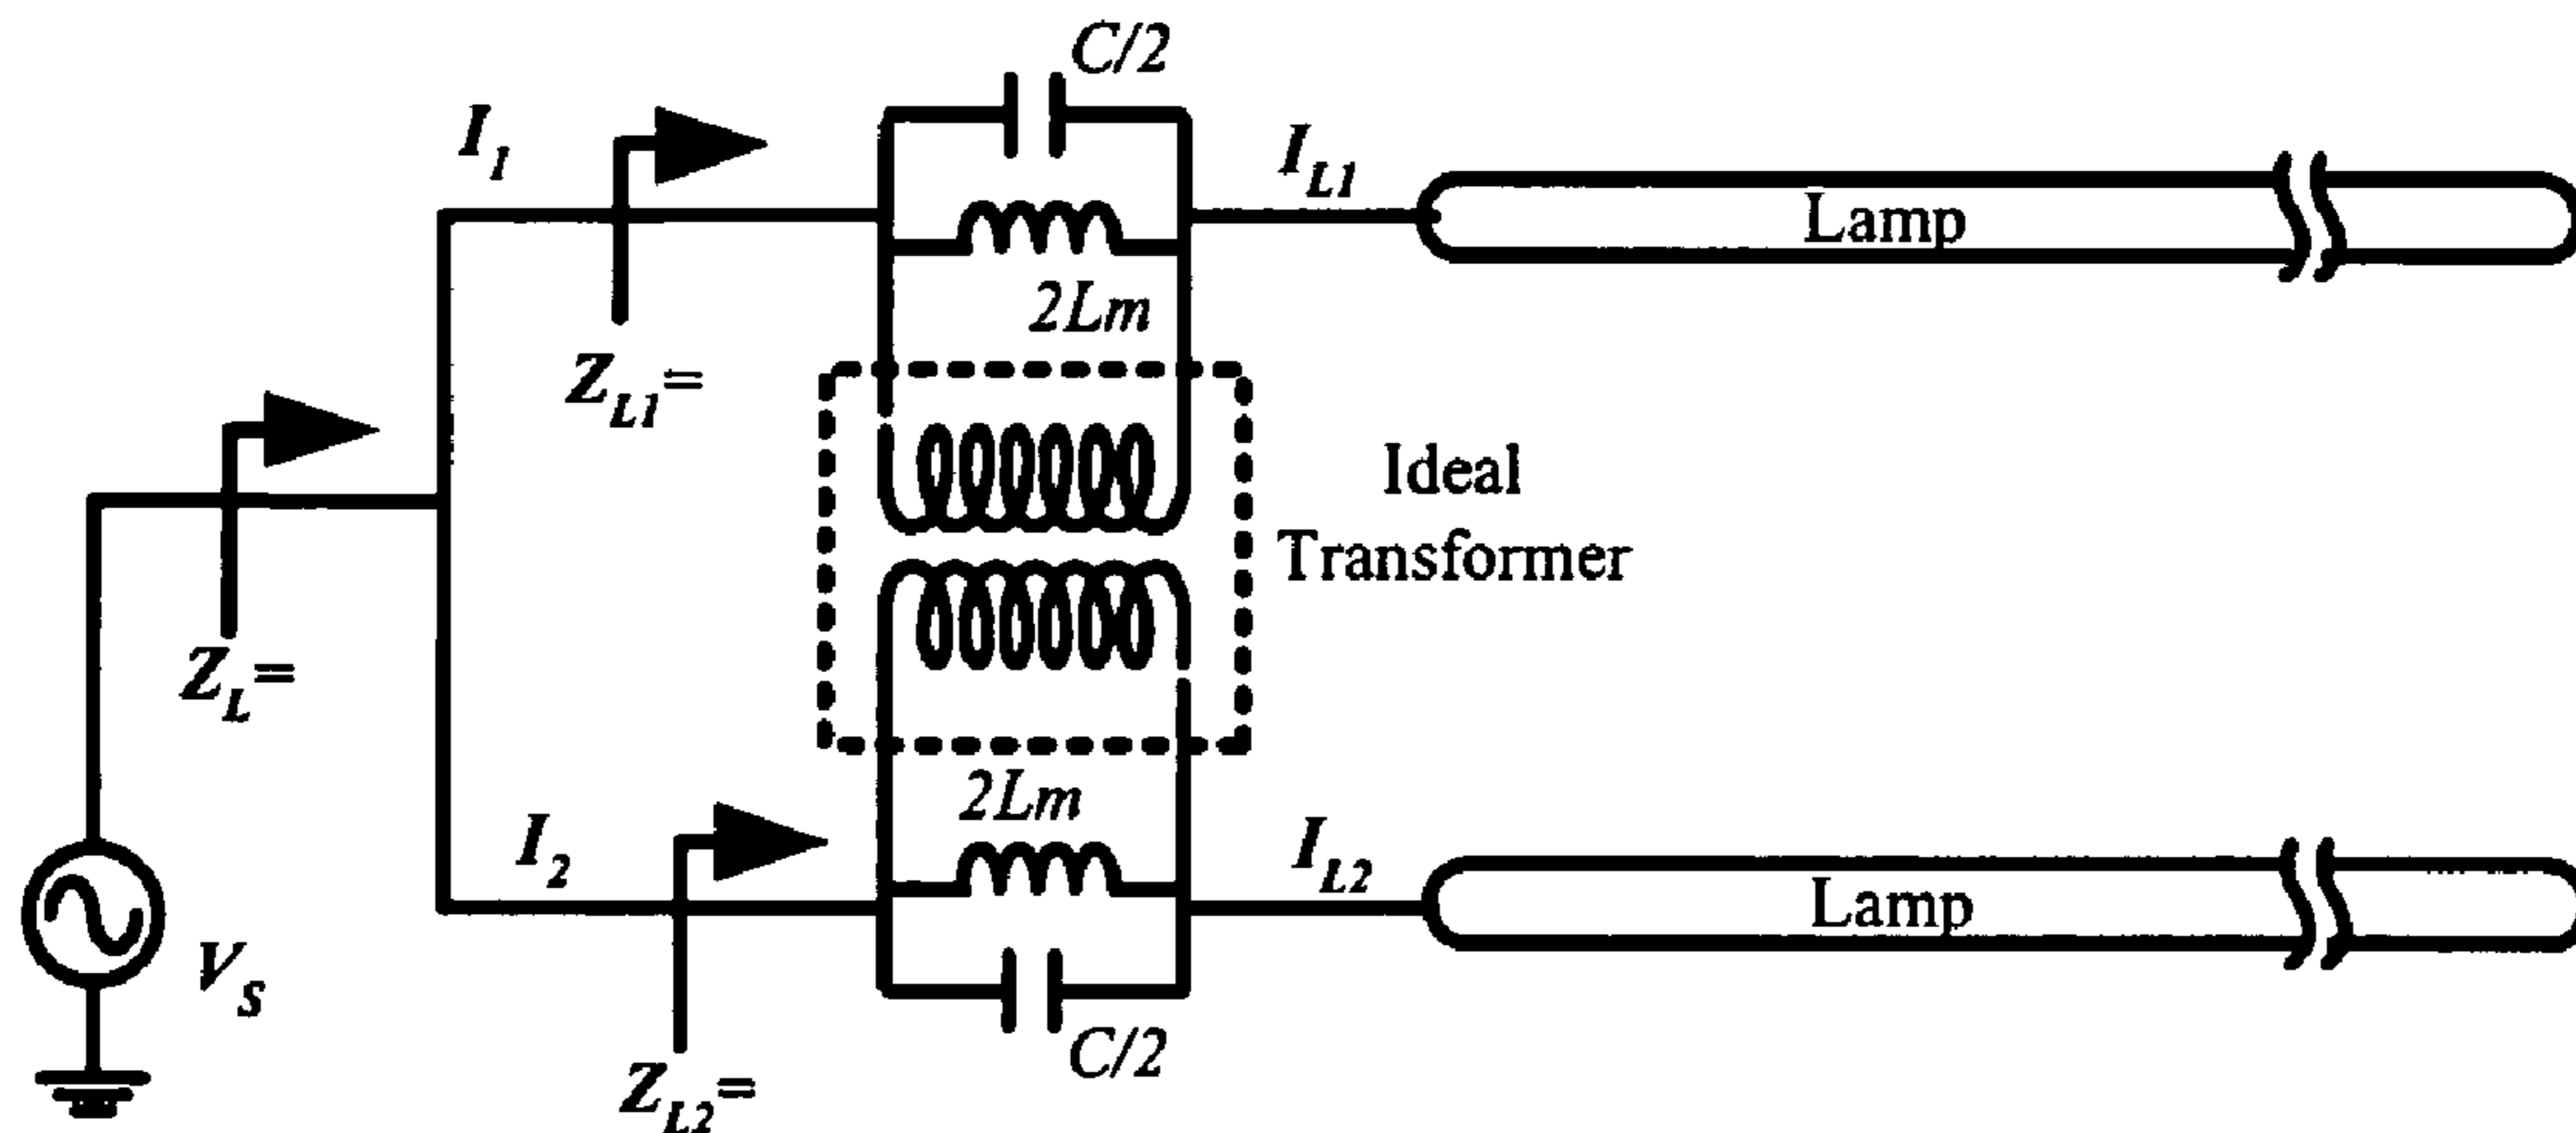 C/2
I1
IL1
Lamp
2Lm
ZL1=
Ideal
Transformer
ZL=
2Lm
I2
IL2
Lamp
VS
C/2
ZL2=